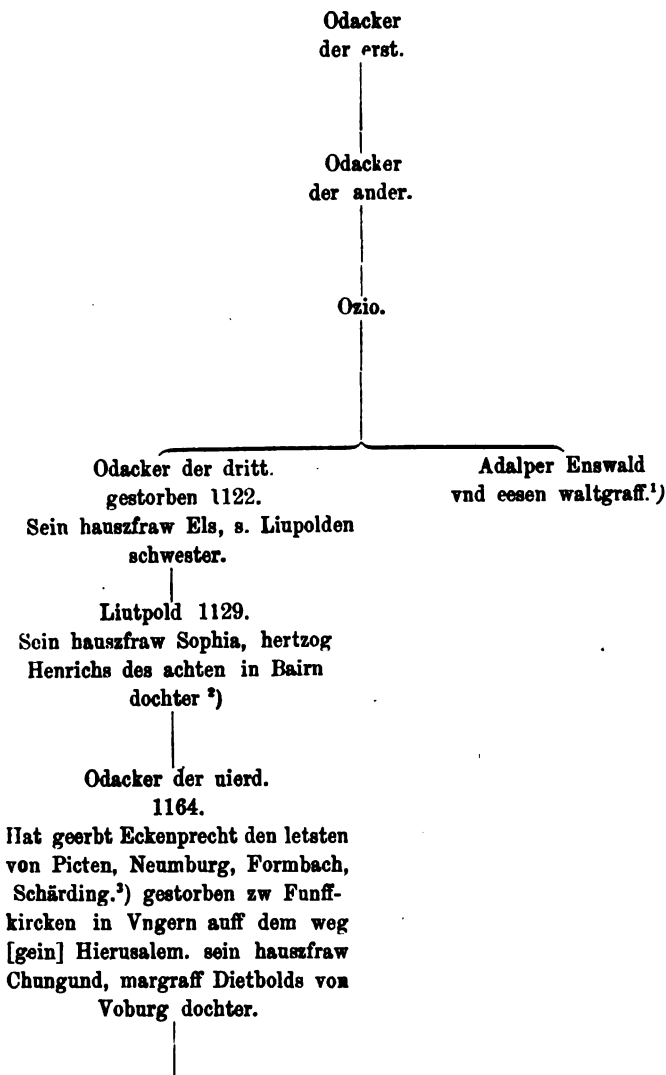 Odacker
der erst.
Odacker
der ander.
Ozio.
Odacker der dritt.
gestorben 1122.
Sein hauszfraw Els, s. Liupolden
schwester.
Adalper Enswald
vnd eesen waltgraff.¹)
Liutpold 1129.
Sein hauszfraw Sophia, hertzog
Henrichs des achten in Bairn
dochter ²)
Odacker der uierd.
1164.
Hat geerbt Eckenprecht den letsten
von Picten, Neumburg, Formbach,
Schärding.³) gestorben zw Funff-
kircken in Vngern auff dem weg
[gein] Hierusalem. sein hauszfraw
Chungund, margraff Dietbolds von
Voburg dochter.